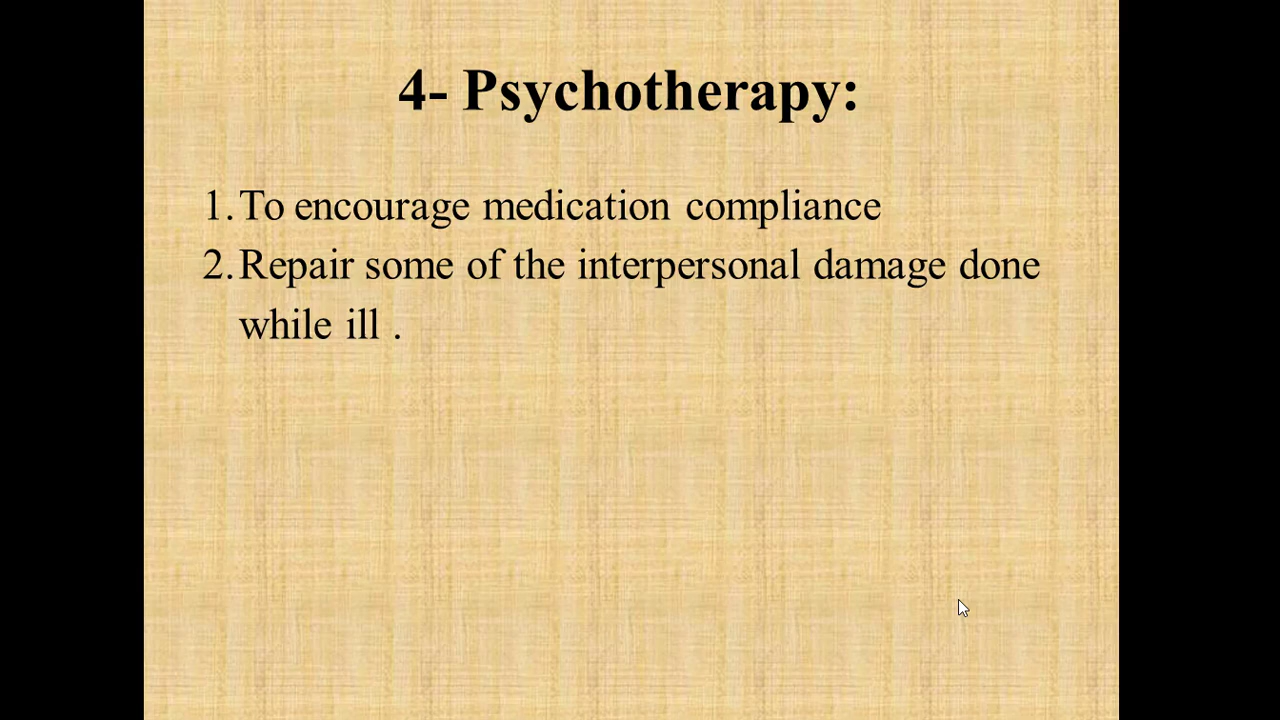 4- Psychotherapy:
1. To encourage medication compliance
2. Repair some of the interpersonal damage done
while ill .